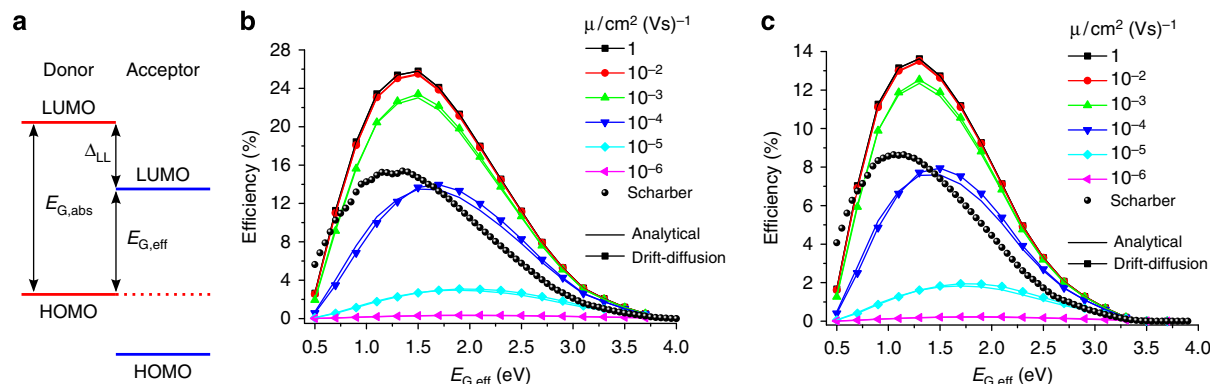 a
Donor Acceptor
LUMO
ΔLL
LUMO
EG,abs
EG,eff
HOMO
HOMO
b
Efficiency (%)
28
24
20
16
12
8
4
0
0.5 1.0 1.5 2.0 2.5 3.0 3.5 4.0
EG,eff (eV)
μ/cm² (Vs)⁻¹
1
10⁻²
10⁻³
10⁻⁴
10⁻⁵
10⁻⁶
Scharber
Analytical
Drift-diffusion
c
Efficiency (%)
14
12
10
8
6
4
2
0
0.5 1.0 1.5 2.0 2.5 3.0 3.5 4.0
EG,eff (eV)
μ/cm² (Vs)⁻¹
1
10⁻²
10⁻³
10⁻⁴
10⁻⁵
10⁻⁶
Scharber
Analytical
Drift-diffusion